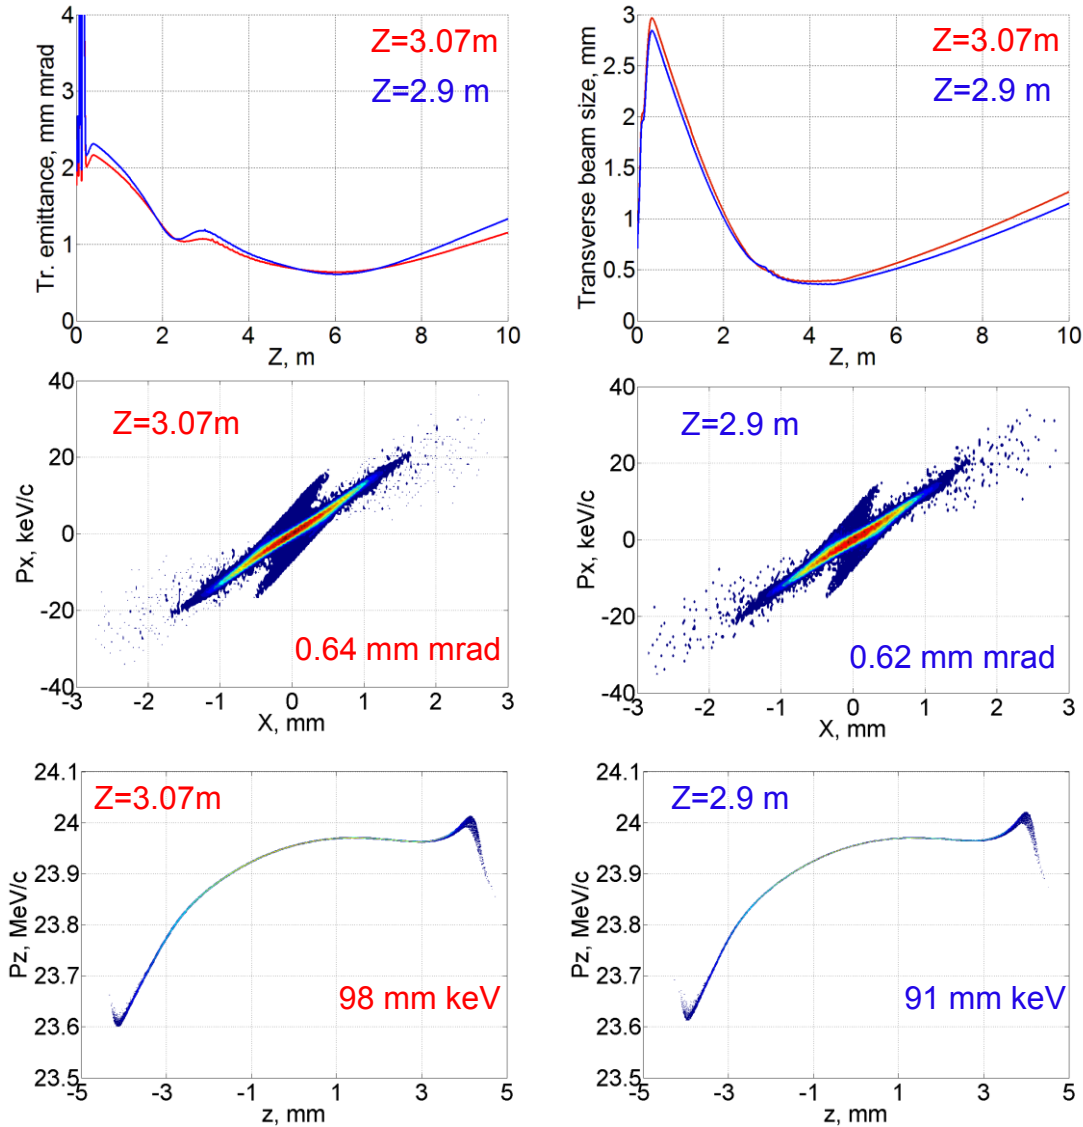 Tr. emittance, mm mrad
4
3
2
1
0
Z=3.07m
Z=2.9 m
0 2 4 6 8 10
Z, m
Transverse beam size, mm
3
2.5
2
1.5
1
0.5
0
Z=3.07m
Z=2.9 m
0 2 4 6 8 10
Z, m
Px, keV/c
40
20
0
-20
-40
Z=3.07m
0.64 mm mrad
-3 -2 -1 0 1 2 3
X, mm
Px, keV/c
40
20
0
-20
-40
Z=2.9 m
0.62 mm mrad
-3 -2 -1 0 1 2 3
X, mm
Pz, MeV/c
24.1
24
23.9
23.8
23.7
23.6
23.5
Z=3.07m
98 mm keV
-5 -3 -1 1 3 5
z, mm
Pz, MeV/c
24.1
24
23.9
23.8
23.7
23.6
23.5
Z=2.9 m
91 mm keV
-5 -3 -1 1 3 5
z, mm